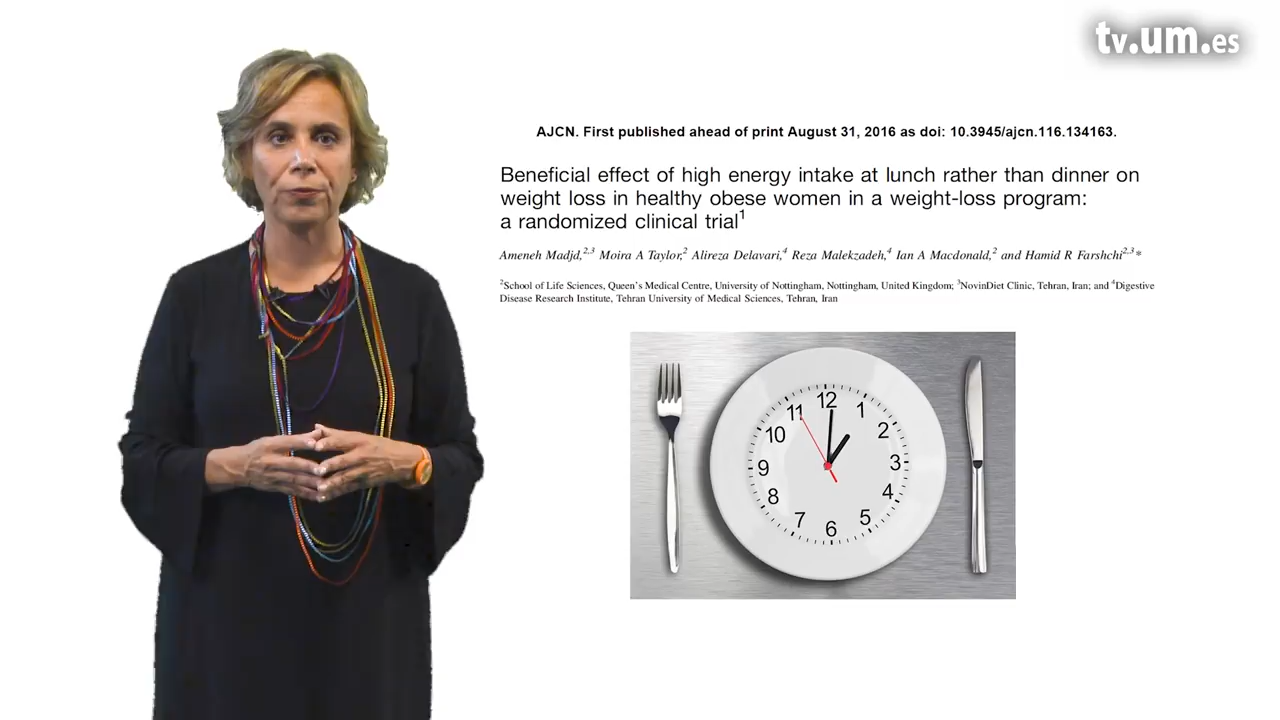 tv.um.es
AJCN. First published ahead of print August 31, 2016 as doi: 10.3945/ajcn.116.134163.
Beneficial effect of high energy intake at lunch rather than dinner on
weight loss in healthy obese women in a weight-loss program:
a randomized clinical trial¹
Ameneh Madjd,²,³ Moira A Taylor,² Alireza Delavari,⁴ Reza Malekzadeh,⁴ Ian A Macdonald,² and Hamid R Farshchi²,³*
²School of Life Sciences, Queen's Medical Centre, University of Nottingham, Nottingham, United Kingdom; ³NovinDiet Clinic, Tehran, Iran; and ⁴Digestive
Disease Research Institute, Tehran University of Medical Sciences, Tehran, Iran
12
11 1
10 2
9 3
8 4
7 5
6